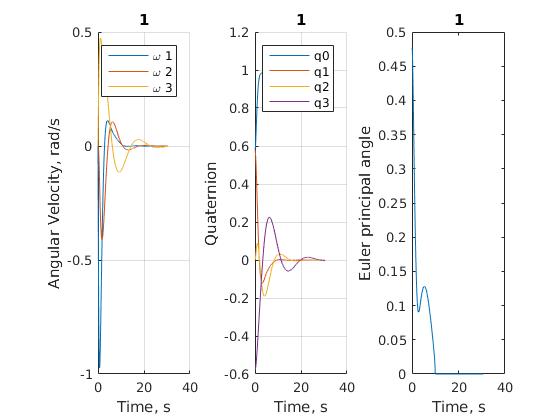 1
Angular Velocity, rad/s
0.5
0
-0.5
-1
0 20 40
Time, s
ω 1
ω 2
ω 3
1
Quaternion
1.2
1
0.8
0.6
0.4
0.2
0
-0.2
-0.4
-0.6
0 20 40
Time, s
q0
q1
q2
q3
1
Euler principal angle
0.5
0.45
0.4
0.35
0.3
0.25
0.2
0.15
0.1
0.05
0
0 20 40
Time, s